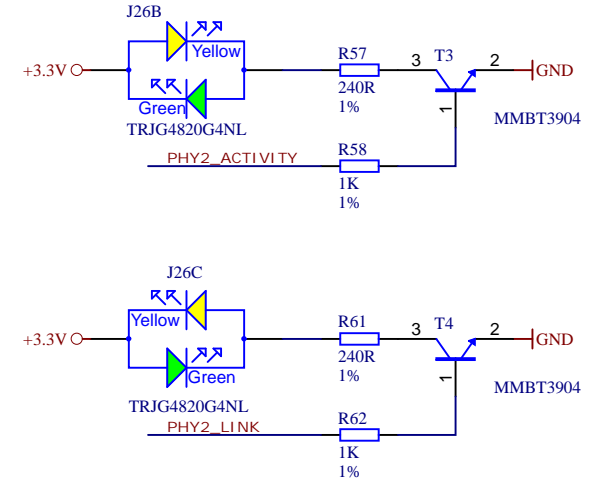 J26B
Yellow
R57
3
T3
2
+3.3V
GND
Green
240R
1%
1
MMBT3904
TRJG4820G4NL
PHY2_ACTIVITY
R58
1K
1%
J26C
Yellow
R61
3
T4
2
+3.3V
GND
240R
1%
Green
1
MMBT3904
TRJG4820G4NL
PHY2_LINK
R62
1K
1%